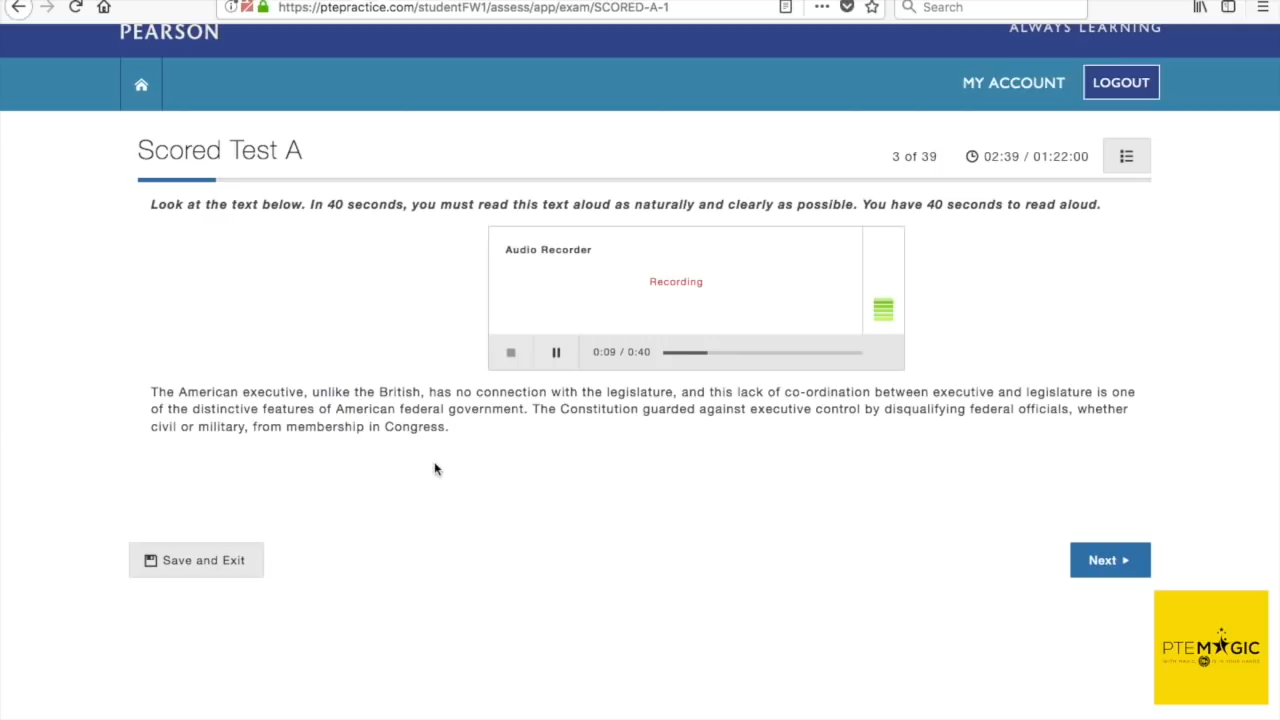 https://ptepractice.com/studentFW1/assess/app/exam/SCORED-A-1
Search
PEARSON
ALWAYS LEARNING
MY ACCOUNT
LOGOUT
Scored Test A
3 of 39
02:39 / 01:22:00
Look at the text below. In 40 seconds, you must read this text aloud as naturally and clearly as possible. You have 40 seconds to read aloud.
Audio Recorder
Recording
0:09 / 0:40
The American executive, unlike the British, has no connection with the legislature, and this lack of co-ordination between executive and legislature is one
of the distinctive features of American federal government. The Constitution guarded against executive control by disqualifying federal officials, whether
civil or military, from membership in Congress.
Save and Exit
Next
PTEMAGIC